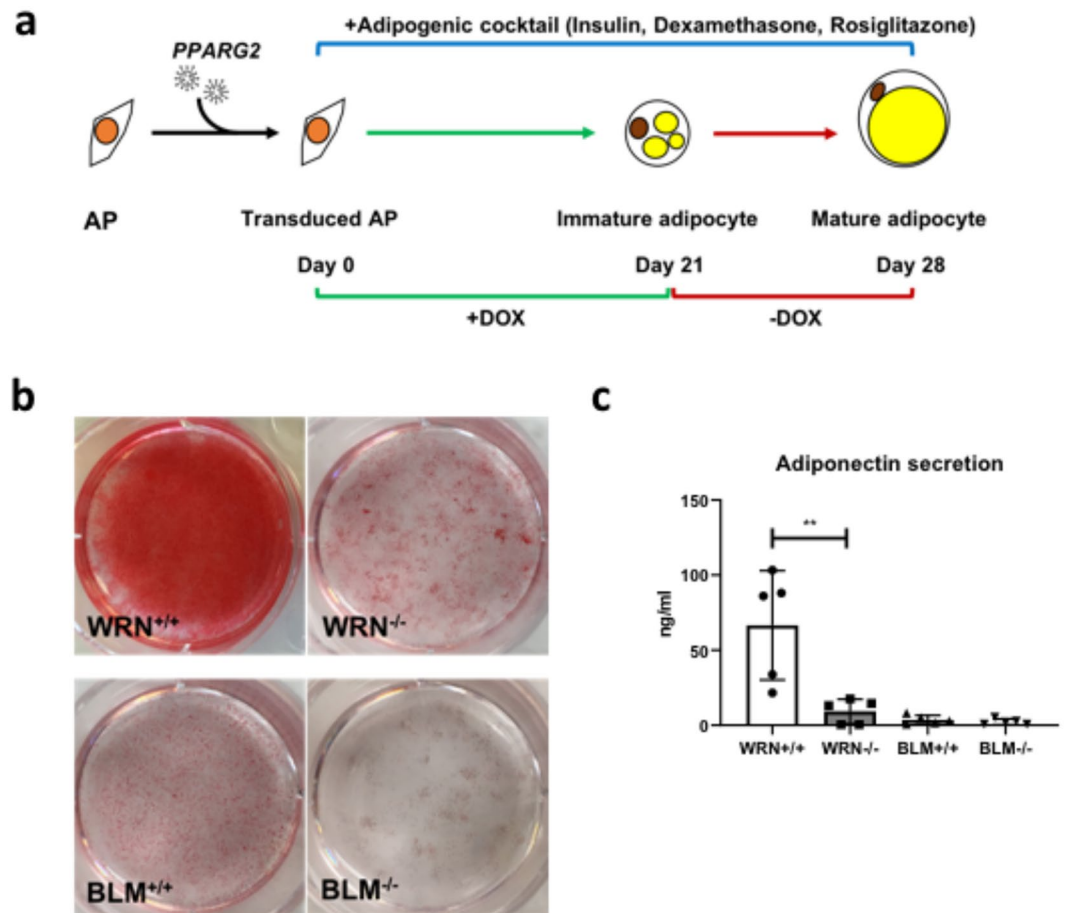 a
+Adipogenic cocktail (Insulin, Dexamethasone, Rosiglitazone)
PPARG2
AP
Transduced AP
Immature adipocyte
Mature adipocyte
Day 0
Day 21
Day 28
+DOX
-DOX
b
WRN+/+
WRN-/-
BLM+/+
BLM-/-
c
Adiponectin secretion
**
150
100
50
0
ng/ml
WRN+/+
WRN-/-
BLM+/+
BLM-/-